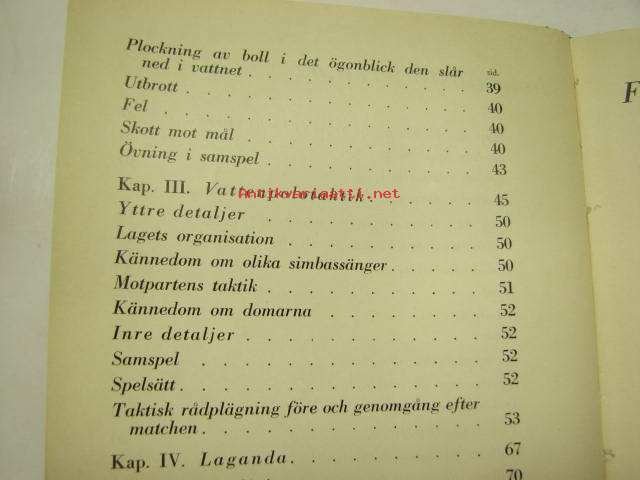 Plockning av boll i det ögonblick den slår
sid.
ned i vattnet . . . . . . . . . . . 39
Utbrott . . . . . . . . . . . . . 40
Fel . . . . . . . . . . . . . . 40
Skott mot mål . . . . . . . . . . . 40
Övning i samspel . . . . . . . . . . 43
Kap. III. Vattenpolotaktik . 45
Antikvariaatti.net
Yttre detaljer . . . . . . . . . . 50
Lagets organisation . . . . . . . . . 50
Kännedom om olika simbassänger . . . . . 50
Motpartens taktik . . . . . . . . . . 51
Kännedom om domarna . . . . . . . . 52
Inre detaljer . . . . . . . . . . . 52
Samspel . . . . . . . . . . . . 52
Spelsätt . . . . . . . . . . . . . 52
Taktisk rådplägning före och genomgång efter
matchen . . . . . . . . . . . . 53
Kap. IV. Laganda . . . . . . . . 67
70
F